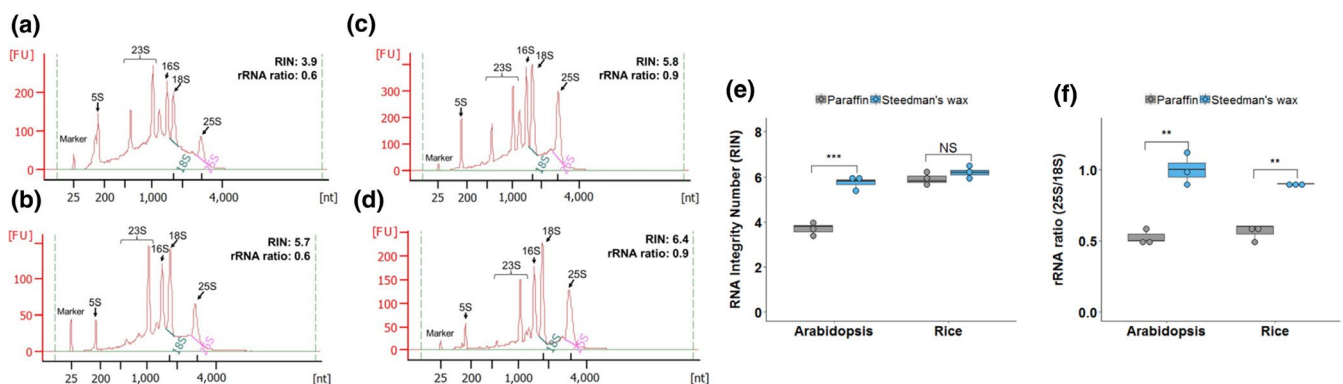 (a)
[FU]
23S
16S
18S
RIN: 3.9
rRNA ratio: 0.6
5S
Marker
25S
18S
25S
200
100
0
25 200 1,000 4,000 [nt]
(b)
[FU]
23S
18S
16S
RIN: 5.7
rRNA ratio: 0.6
25S
Marker
5S
18S
25S
150
100
50
0
25 200 1,000 4,000 [nt]
(c)
[FU]
16S
18S
23S
RIN: 5.8
rRNA ratio: 0.9
25S
5S
Marker
18S
25S
300
200
100
0
25 200 1,000 4,000 [nt]
(d)
[FU]
18S
16S
23S
RIN: 6.4
rRNA ratio: 0.9
25S
5S
Marker
18S
25S
200
150
100
50
0
25 200 1,000 4,000 [nt]
(e)
Paraffin Steedman's wax
RNA Integrity Number (RIN)
8
6
4
2
0
***
NS
Arabidopsis Rice
(f)
Paraffin Steedman's wax
rRNA ratio (25S/18S)
1.0
0.5
0.0
**
**
Arabidopsis Rice